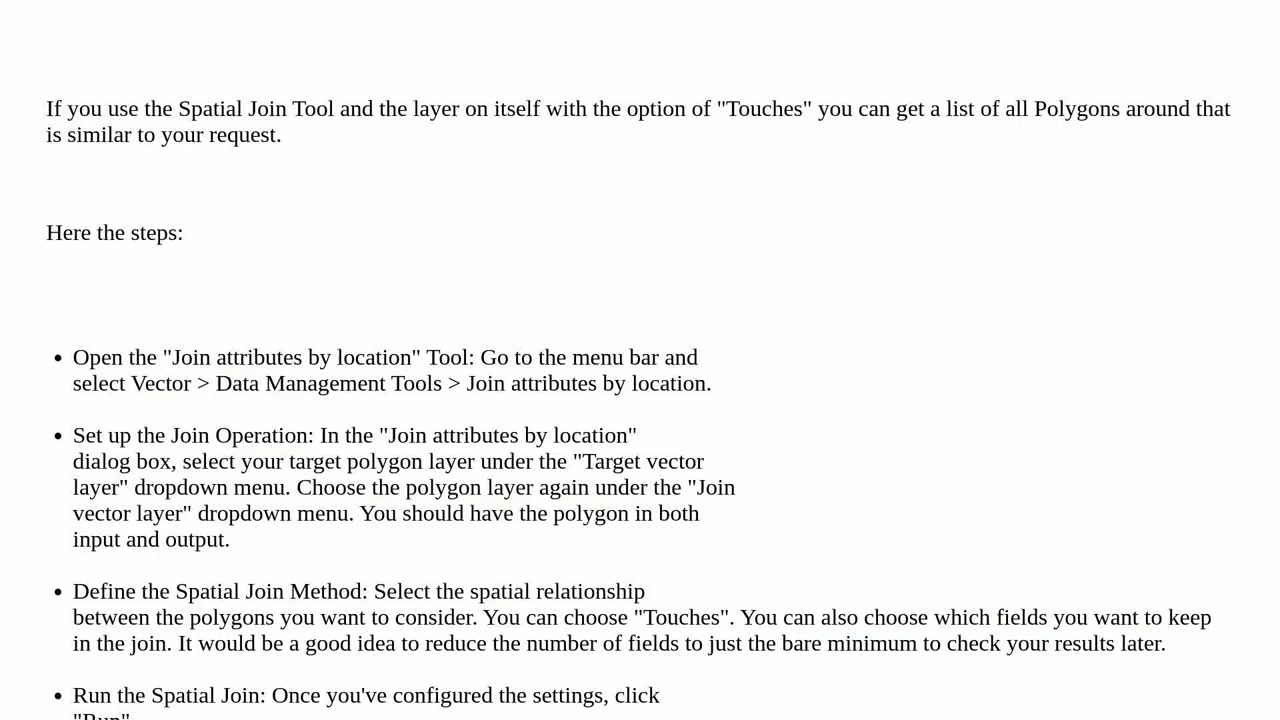 If you use the Spatial Join Tool and the layer on itself with the option of "Touches" you can get a list of all Polygons around that
is similar to your request.
Here the steps:
• Open the "Join attributes by location" Tool: Go to the menu bar and
select Vector > Data Management Tools > Join attributes by location.
• Set up the Join Operation: In the "Join attributes by location"
dialog box, select your target polygon layer under the "Target vector
layer" dropdown menu. Choose the polygon layer again under the "Join
vector layer" dropdown menu. You should have the polygon in both
input and output.
• Define the Spatial Join Method: Select the spatial relationship
between the polygons you want to consider. You can choose "Touches". You can also choose which fields you want to keep
in the join. It would be a good idea to reduce the number of fields to just the bare minimum to check your results later.
• Run the Spatial Join: Once you've configured the settings, click
"Run"